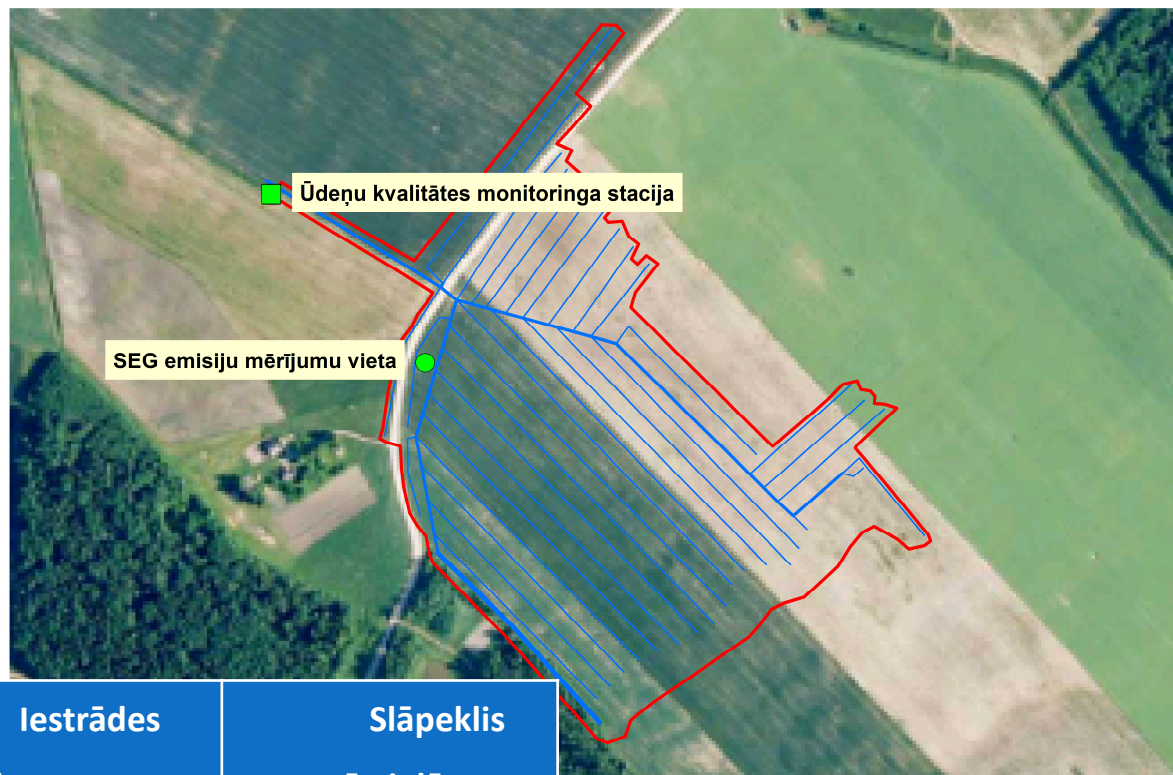 Ūdeņu kvalitātes monitoringa stacija
SEG emisiju mērījumu vieta
Iestrādes
Slāpeklis